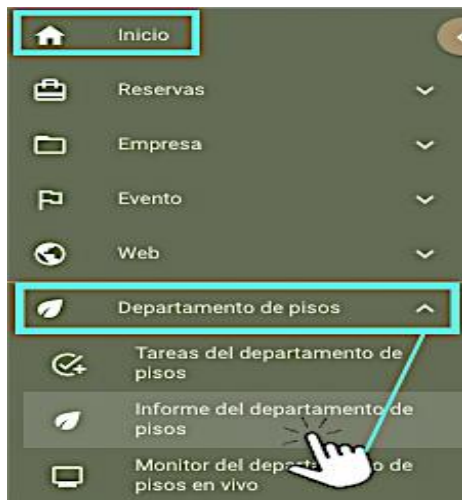 Inicio
Reservas
Empresa
Evento
Web
Departamento de pisos
Tareas del departamento de
pisos
Informe del departamento de
pisos
Monitor del departamento de
pisos en vivo